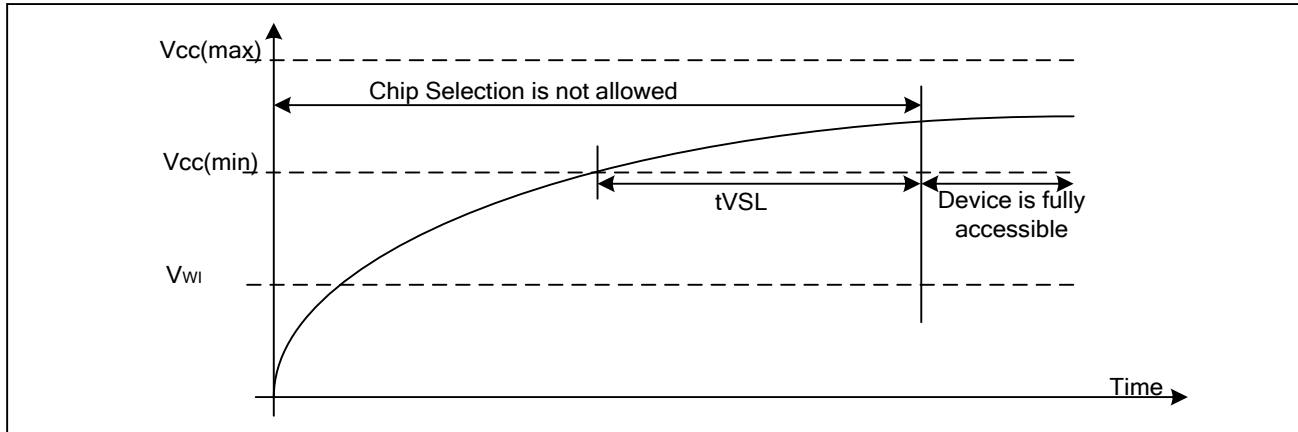 Vcc(max)
Chip Selection is not allowed
Vcc(min)
tVSL
Device is fully
accessible
VWI
Time